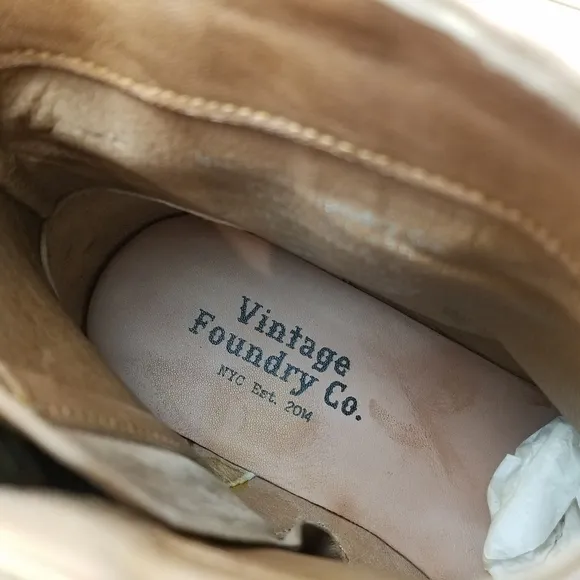 Vintage
Foundry Co.
NYC Est. 2014